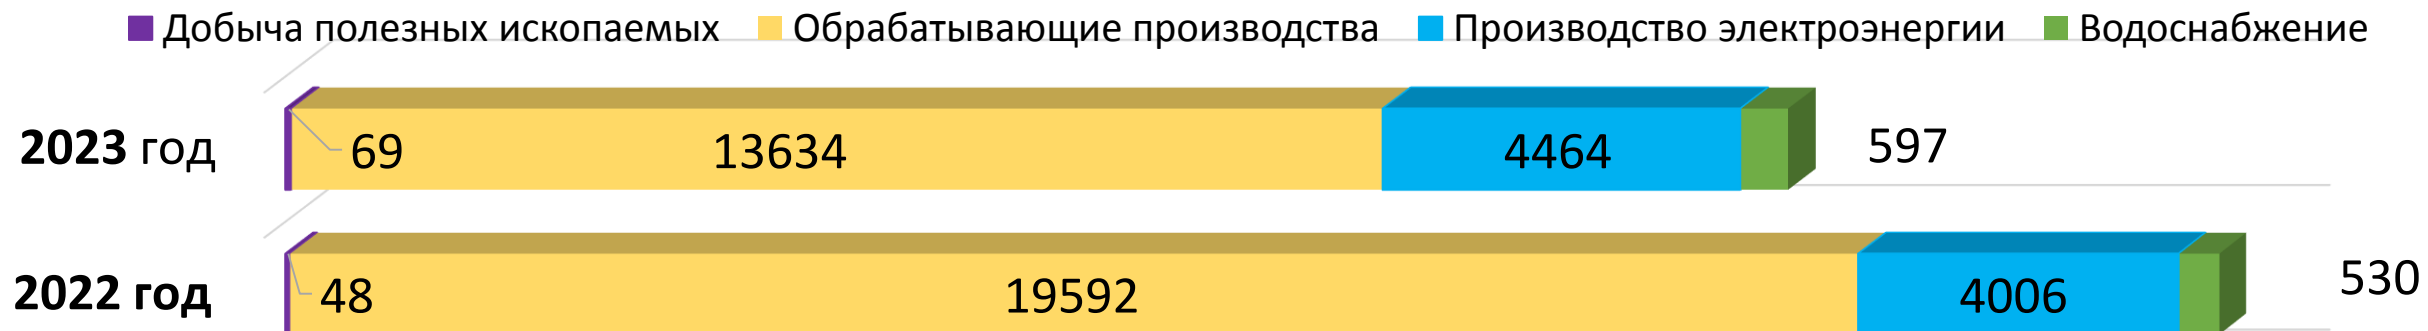 Добыча полезных ископаемых Обрабатывающие производства Производство электроэнергии Водоснабжение
2023 год 69 13634 4464 597
2022 год 48 19592 4006 530